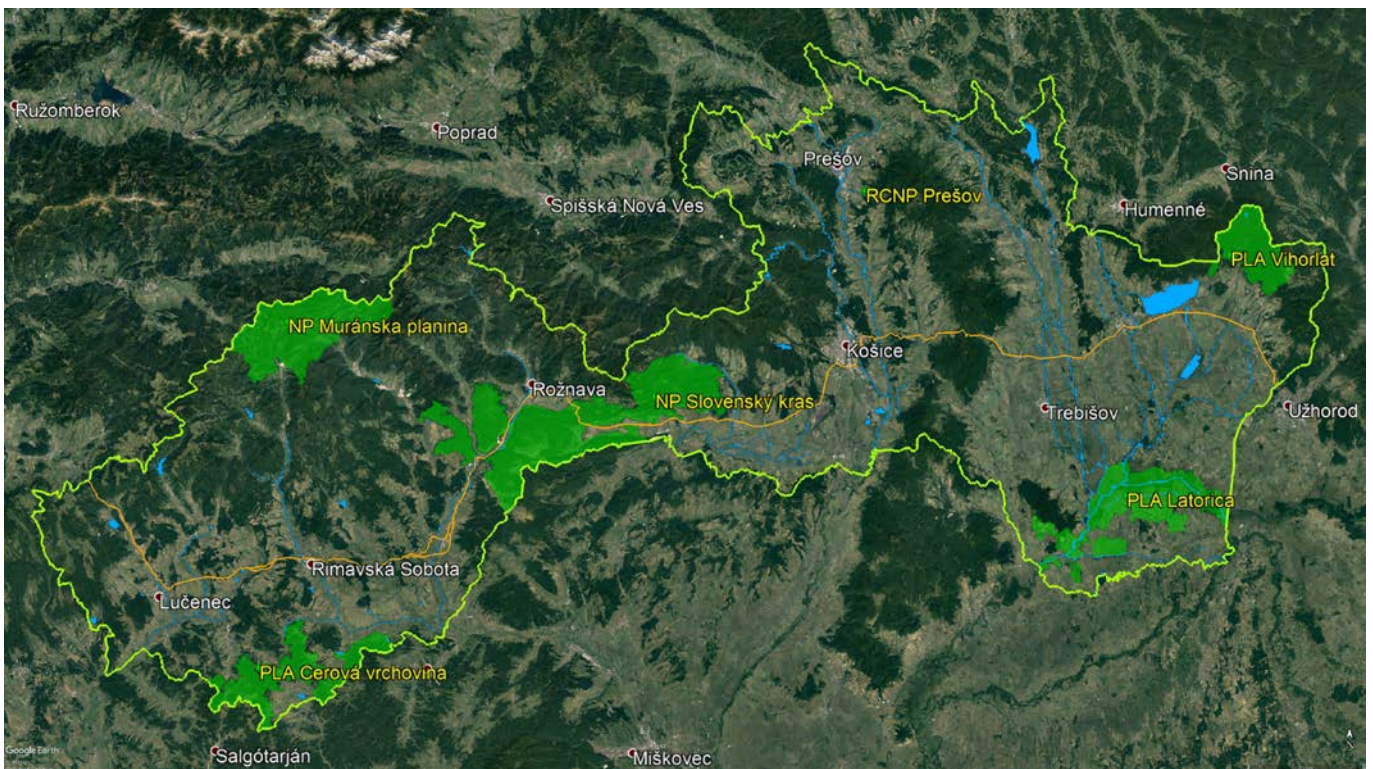 Ružomberok
Poprad
Prešov
Snina
RCNP Prešov
Spišská Nová Ves
Humenné
PLA Vihorlát
NP Muránska planina
Košice
Rožnava
NP Slovenský kras
Trebišov
Užhorod
PLA Latorica
Rimavská Sobota
Lučenec
PLA Cerová vrchovina
Google Earth
Salgótarján
Miškovec